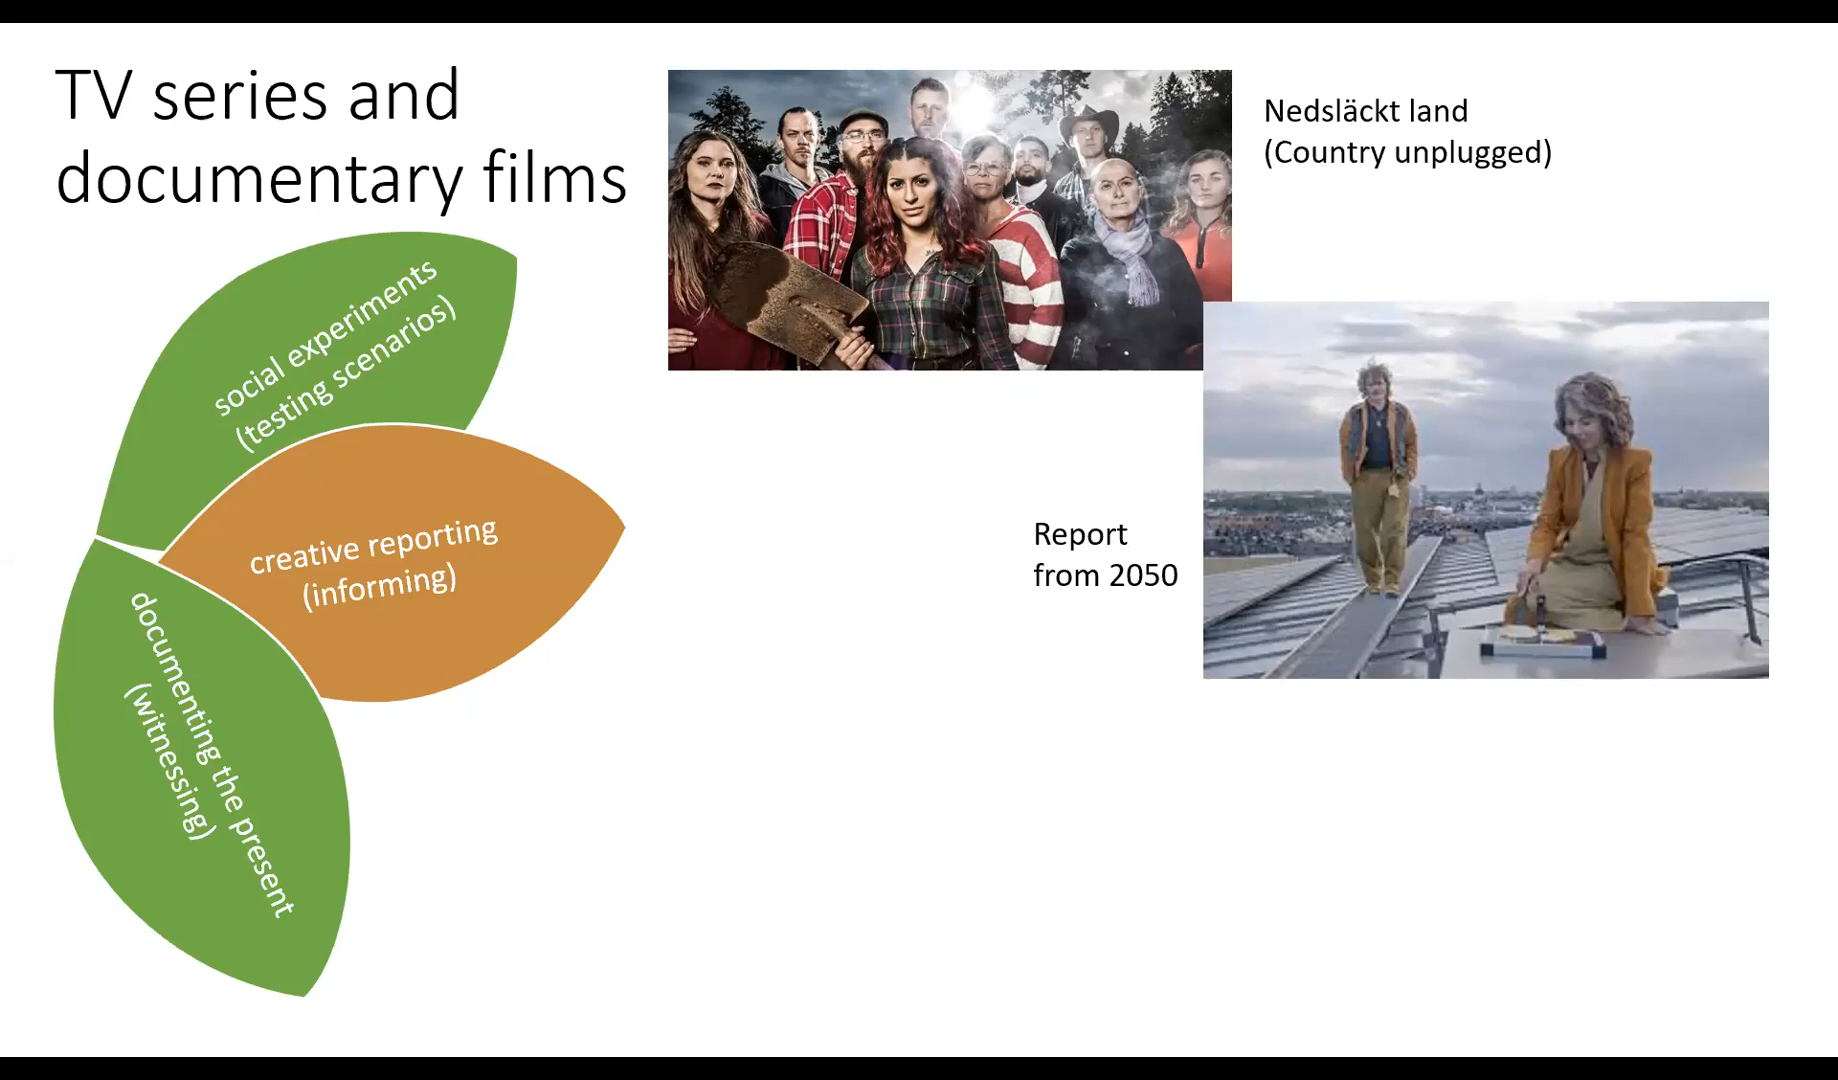 TV series and
documentary films
Nedsläckt land
(Country unplugged)
social experiments
(testing scenarios)
creative reporting
(informing)
Report
from 2050
documenting the present
(witnessing)